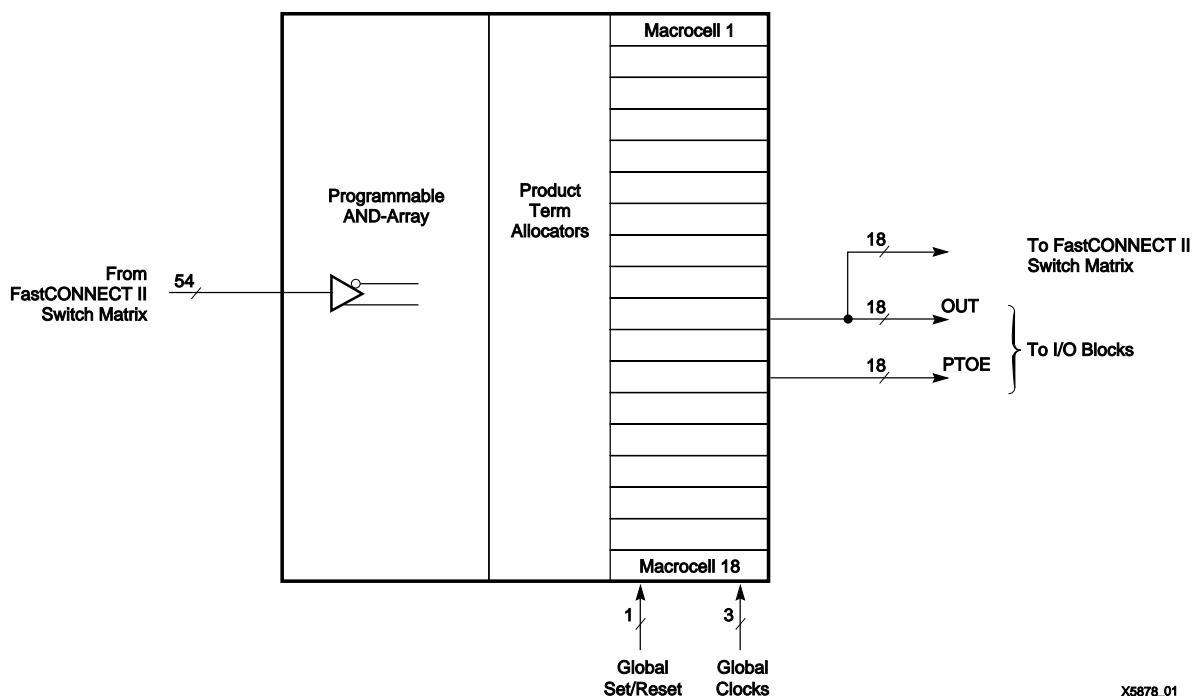 Macrocell 1
Programmable
AND-Array
Product
Term
Allocators
From
FastCONNECT II
Switch Matrix
54
18
To FastCONNECT II
Switch Matrix
18
OUT
18
PTOE
To I/O Blocks
Macrocell 18
1
3
Global
Set/Reset
Global
Clocks
X5878_01